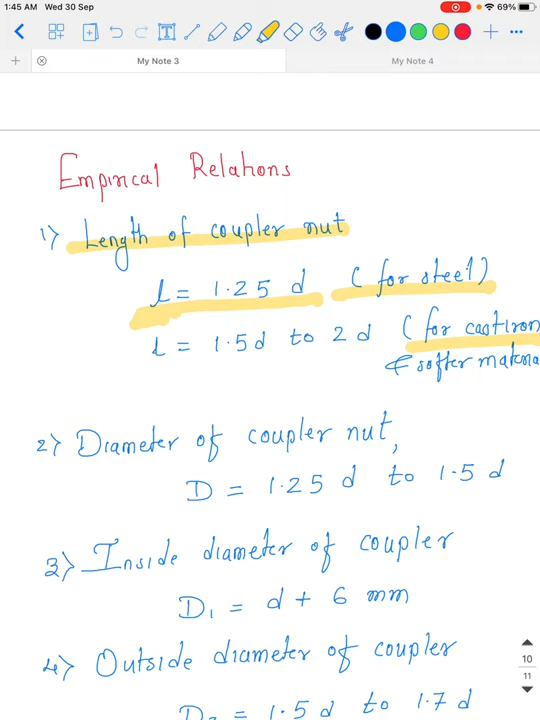 1:45 AM Wed 30 Sep
69%
My Note 3
My Note 4
Empirical Relations
1) Length of coupler nut
l = 1.25 d (for steel)
l = 1.5d to 2d (for cast iron
& softer materia
2) Diameter of coupler nut,
D = 1.25 d to 1.5 d
3) Inside diameter of coupler
D1 = d + 6 mm
4) Outside diameter of coupler
10
11
D2 = 1.5 d to 1.7 d